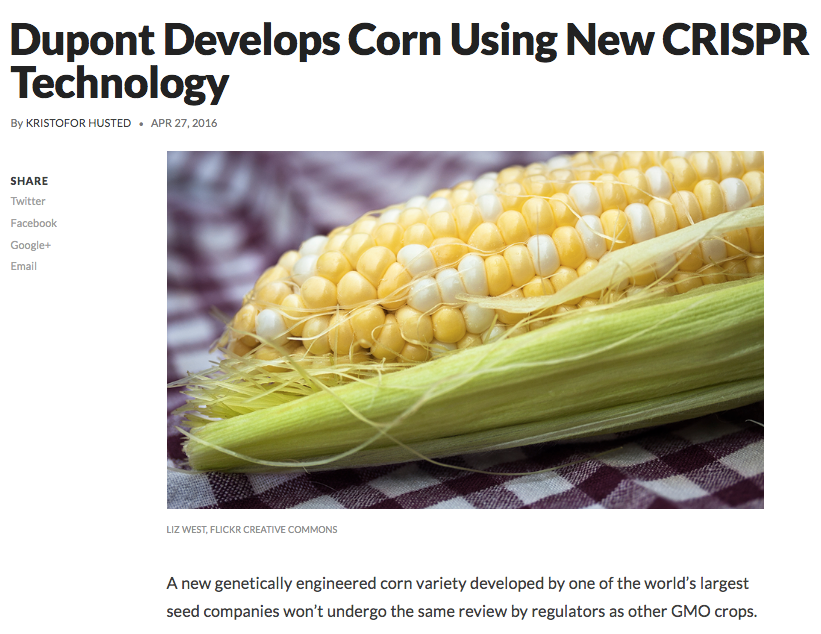 Dupont Develops Corn Using New CRISPR
Technology
By KRISTOFOR HUSTED • APR 27, 2016
SHARE
Twitter
Facebook
Google+
Email
LIZ WEST, FLICKR CREATIVE COMMONS
A new genetically engineered corn variety developed by one of the world’s largest
seed companies won’t undergo the same review by regulators as other GMO crops.